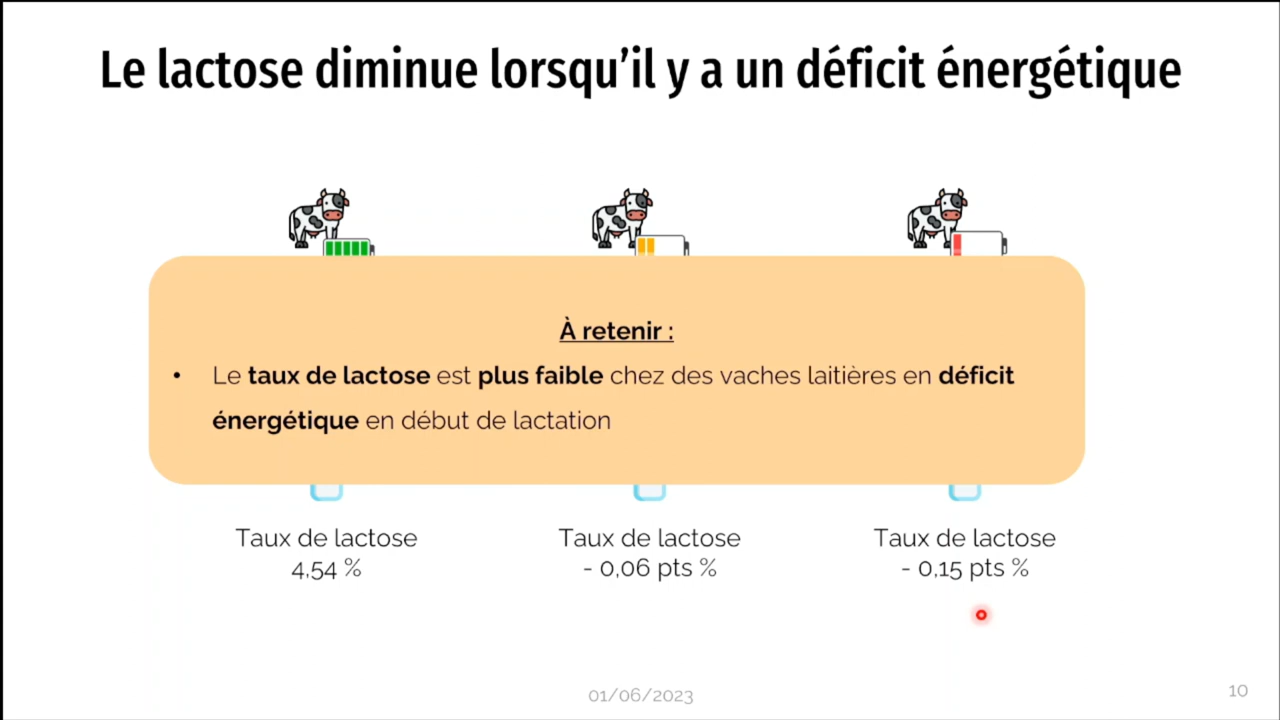 Le lactose diminue lorsqu’il y a un déficit énergétique
À retenir :
• Le taux de lactose est plus faible chez des vaches laitières en déficit
énergétique en début de lactation
Taux de lactose
4,54 %
Taux de lactose
- 0,06 pts %
Taux de lactose
- 0,15 pts %
01/06/2023
10